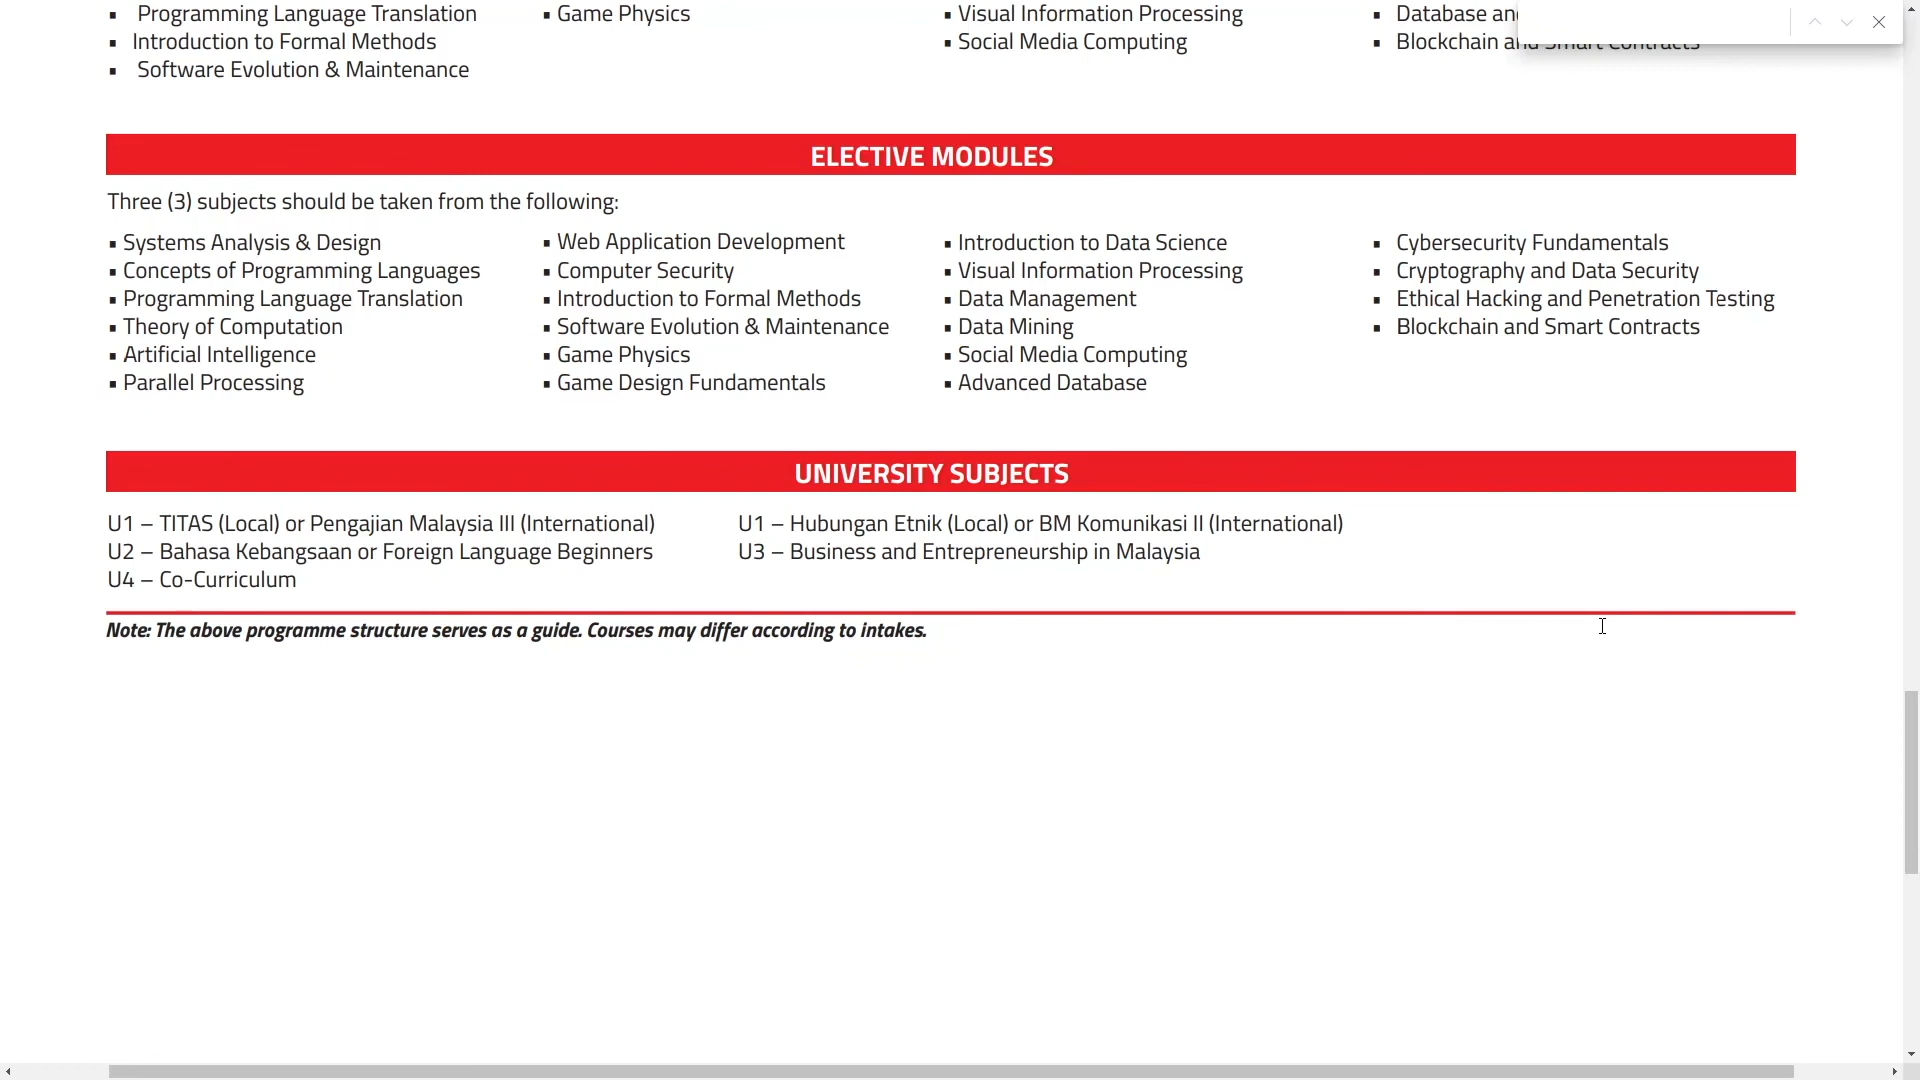 ▪ Programming Language Translation
▪ Introduction to Formal Methods
▪ Software Evolution & Maintenance
▪ Game Physics
▪ Visual Information Processing
▪ Social Media Computing
▪ Database
▪ Blockchain and Smart Contracts
ELECTIVE MODULES
Three (3) subjects should be taken from the following:
▪ Systems Analysis & Design
▪ Concepts of Programming Languages
▪ Programming Language Translation
▪ Theory of Computation
▪ Artificial Intelligence
▪ Parallel Processing
▪ Web Application Development
▪ Computer Security
▪ Introduction to Formal Methods
▪ Software Evolution & Maintenance
▪ Game Physics
▪ Game Design Fundamentals
▪ Introduction to Data Science
▪ Visual Information Processing
▪ Data Management
▪ Data Mining
▪ Social Media Computing
▪ Advanced Database
▪ Cybersecurity Fundamentals
▪ Cryptography and Data Security
▪ Ethical Hacking and Penetration Testing
▪ Blockchain and Smart Contracts
UNIVERSITY SUBJECTS
U1 – TITAS (Local) or Pengajian Malaysia III (International)
U2 – Bahasa Kebangsaan or Foreign Language Beginners
U4 – Co-Curriculum
U1 – Hubungan Etnik (Local) or BM Komunikasi II (International)
U3 – Business and Entrepreneurship in Malaysia
Note: The above programme structure serves as a guide. Courses may differ according to intakes.